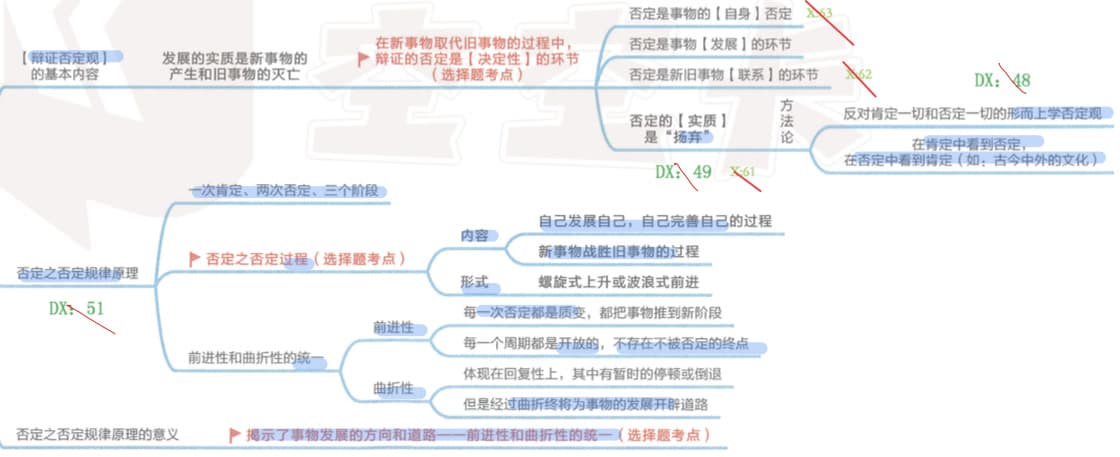 【辩证否定观】
的基本内容
发展的实质是新事物的
产生和旧事物的灭亡
在新事物取代旧事物的过程中，
辩证的否定是【决定性】的环节
（选择题考点）
否定是事物的【自身】否定
X:63
否定是事物【发展】的环节
否定是新旧事物【联系】的环节
X:62
否定的【实质】
是“扬弃”
DX：49
X:61
方法论
DX：48
反对肯定一切和否定一切的形而上学否定观
在肯定中看到否定，
在否定中看到肯定（如：古今中外的文化）
否定之否定规律原理
DX：51
一次肯定、两次否定、三个阶段
否定之否定过程（选择题考点）
内容
自己发展自己，自己完善自己的过程
新事物战胜旧事物的过程
形式
螺旋式上升或波浪式前进
前进性和曲折性的统一
前进性
每一次否定都是质变，都把事物推到新阶段
每一个周期都是开放的，不存在不被否定的终点
曲折性
体现在回复性上，其中有暂时的停顿或倒退
但是经过曲折终将为事物的发展开辟道路
否定之否定规律原理的意义
揭示了事物发展的方向和道路——前进性和曲折性的统一（选择题考点）